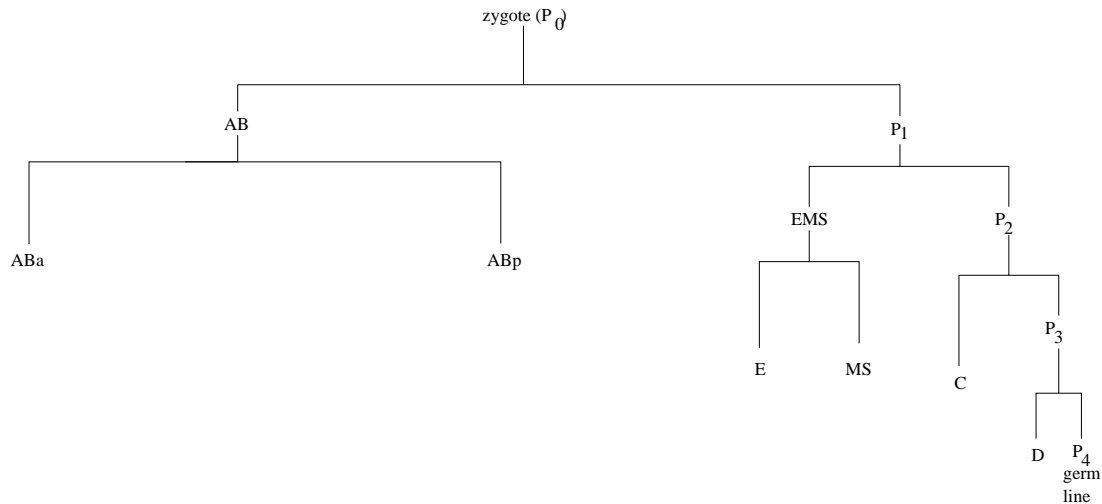 zygote (P0)
AB
P1
EMS
P2
ABa
ABp
P3
E
MS
C
D
P4
germ
line